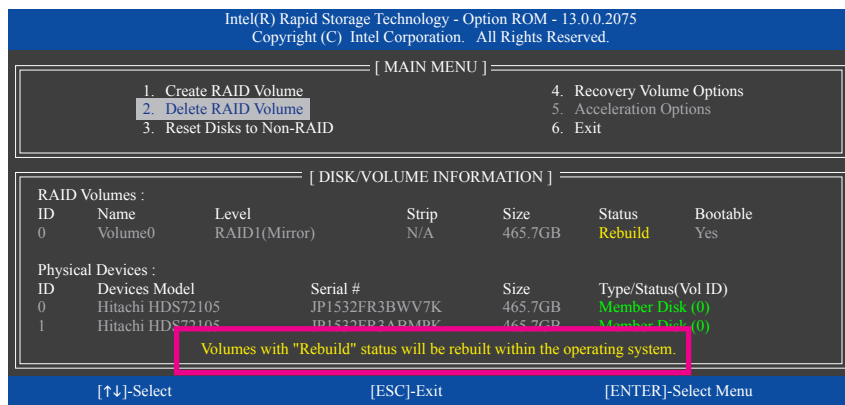 Intel(R) Rapid Storage Technology - Option ROM - 13.0.0.2075
Copyright (C) Intel Corporation. All Rights Reserved.
[ MAIN MENU ]
1. Create RAID Volume 4. Recovery Volume Options
2. Delete RAID Volume 5. Acceleration Options
3. Reset Disks to Non-RAID 6. Exit
[ DISK/VOLUME INFORMATION ]
RAID Volumes :
ID Name Level Strip Size Status Bootable
0 Volume0 RAID1(Mirror) N/A 465.7GB Rebuild Yes
Physical Devices :
ID Devices Model Serial # Size Type/Status(Vol ID)
0 Hitachi HDS72105 JP1532FR3BWV7K 465.7GB Member Disk (0)
1 Hitachi HDS72105 JP1532FR3ABMPK 465.7GB Member Disk (0)
Volumes with "Rebuild" status will be rebuilt within the operating system.
[↑↓]-Select [ESC]-Exit [ENTER]-Select Menu